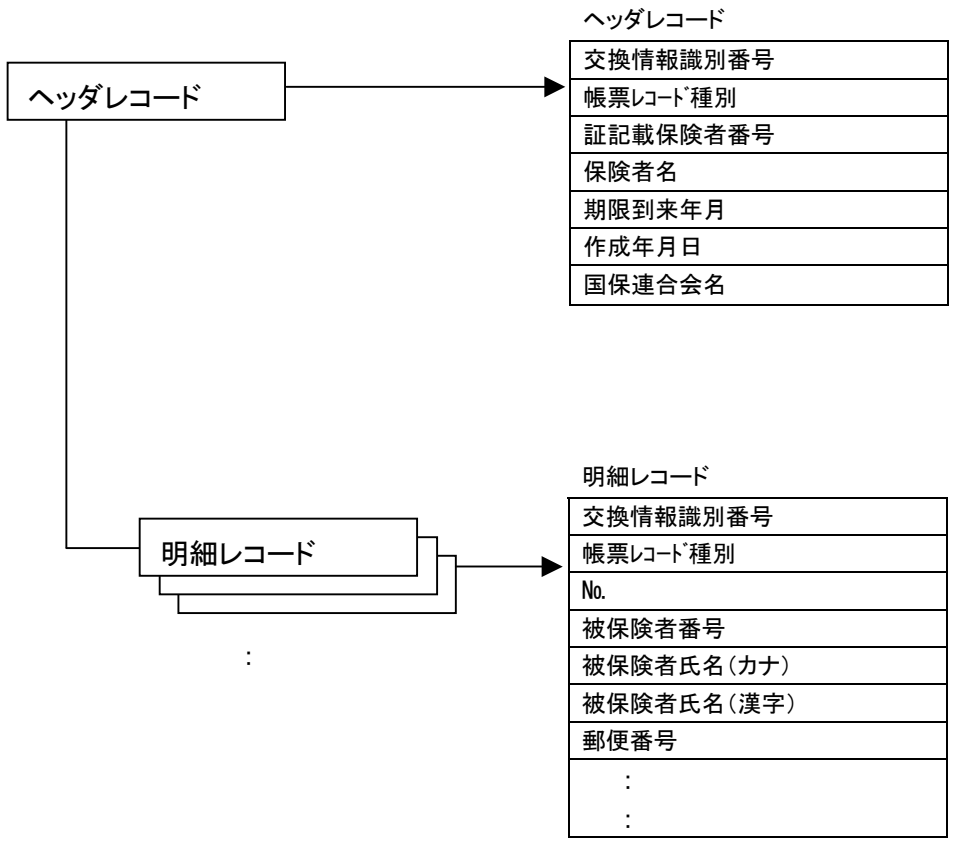 ヘッダレコード
ヘッダレコード
交換情報識別番号
帳票ﾚｺｰﾄﾞ種別
証記載保険者番号
保険者名
期限到来年月
作成年月日
国保連合会名
明細レコード
：
明細レコード
交換情報識別番号
帳票ﾚｺｰﾄﾞ種別
№
被保険者番号
被保険者氏名（カナ）
被保険者氏名（漢字）
郵便番号
：
：